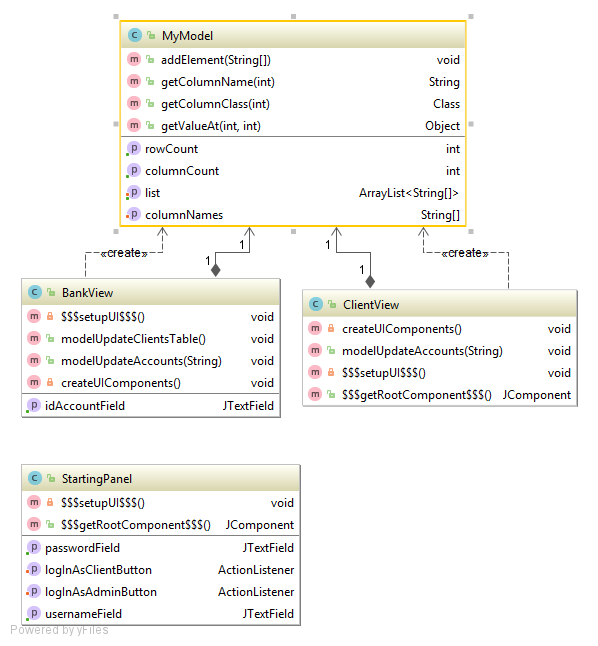 C MyModel
m addElement(String[]) void
m getColumnName(int) String
m getColumnClass(int) Class
m getValueAt(int, int) Object
p rowCount int
p columnCount int
p list ArrayList<String[]>
p columnNames String[]
«create» 1 1 «create»
1 1
C BankView
m $$$setupUI$$$() void
m modelUpdateClientsTable() void
m modelUpdateAccounts(String) void
m createUIComponents() void
p idAccountField JTextField
C ClientView
m createUIComponents() void
m modelUpdateAccounts(String) void
m $$$setupUI$$$() void
m $$$getRootComponent$$$() JComponent
C StartingPanel
m $$$setupUI$$$() void
m $$$getRootComponent$$$() JComponent
p passwordField JTextField
p logInAsClientButton ActionListener
p logInAsAdminButton ActionListener
p usernameField JTextField
Powered by yFiles